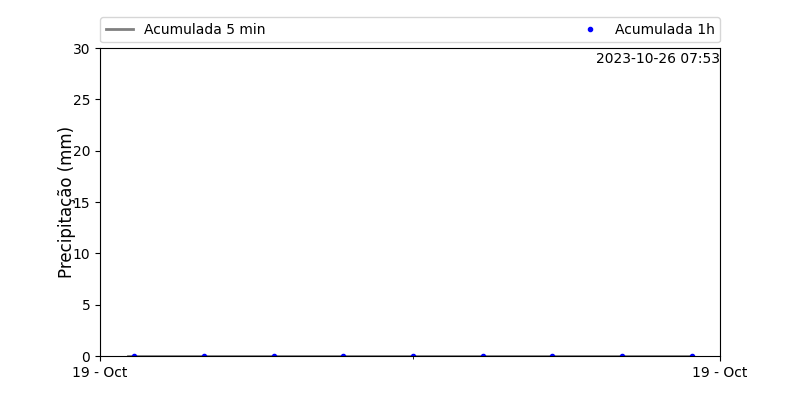 Acumulada 5 min
Acumulada 1h
2023-10-26 07:53
Precipitação (mm)
30
25
20
15
10
5
0
19 - Oct
19 - Oct